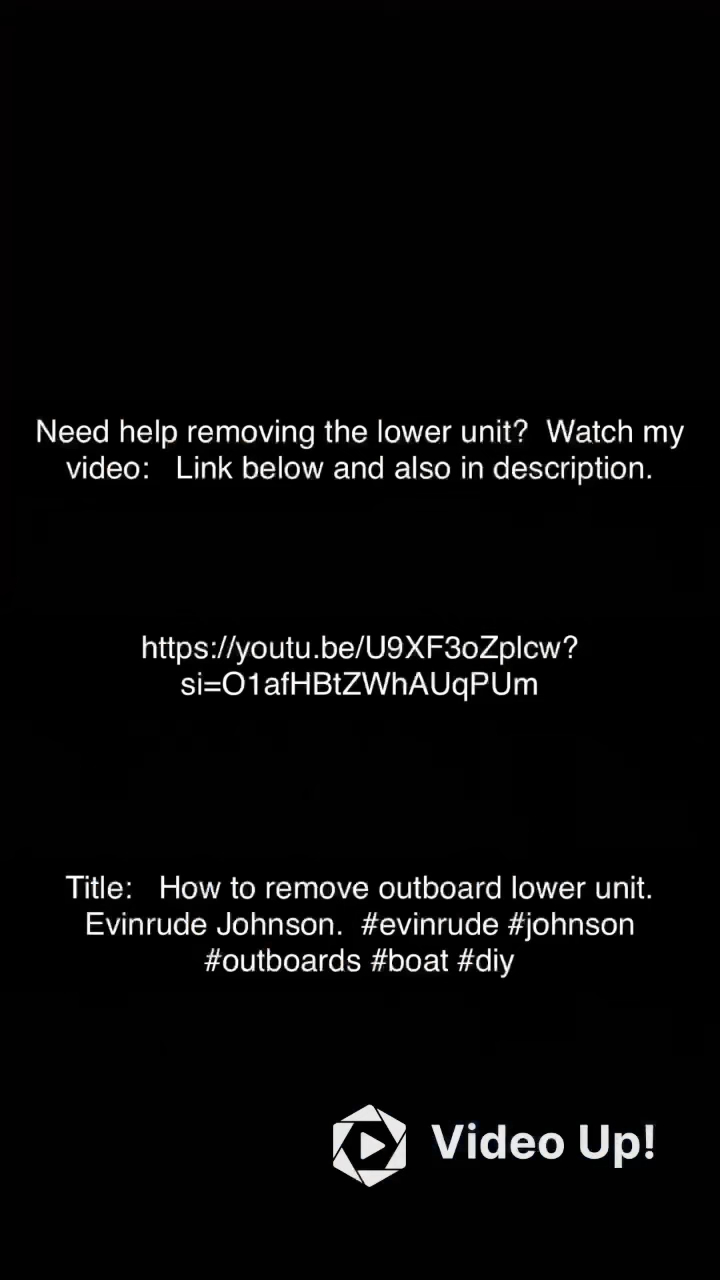 Need help removing the lower unit?  Watch my
video:   Link below and also in description.
https://youtu.be/U9XF3oZplcw?
si=O1afHBtZWhAUqPUm
Title:   How to remove outboard lower unit.
Evinrude Johnson.  #evinrude #johnson
#outboards #boat #diy
Video Up!